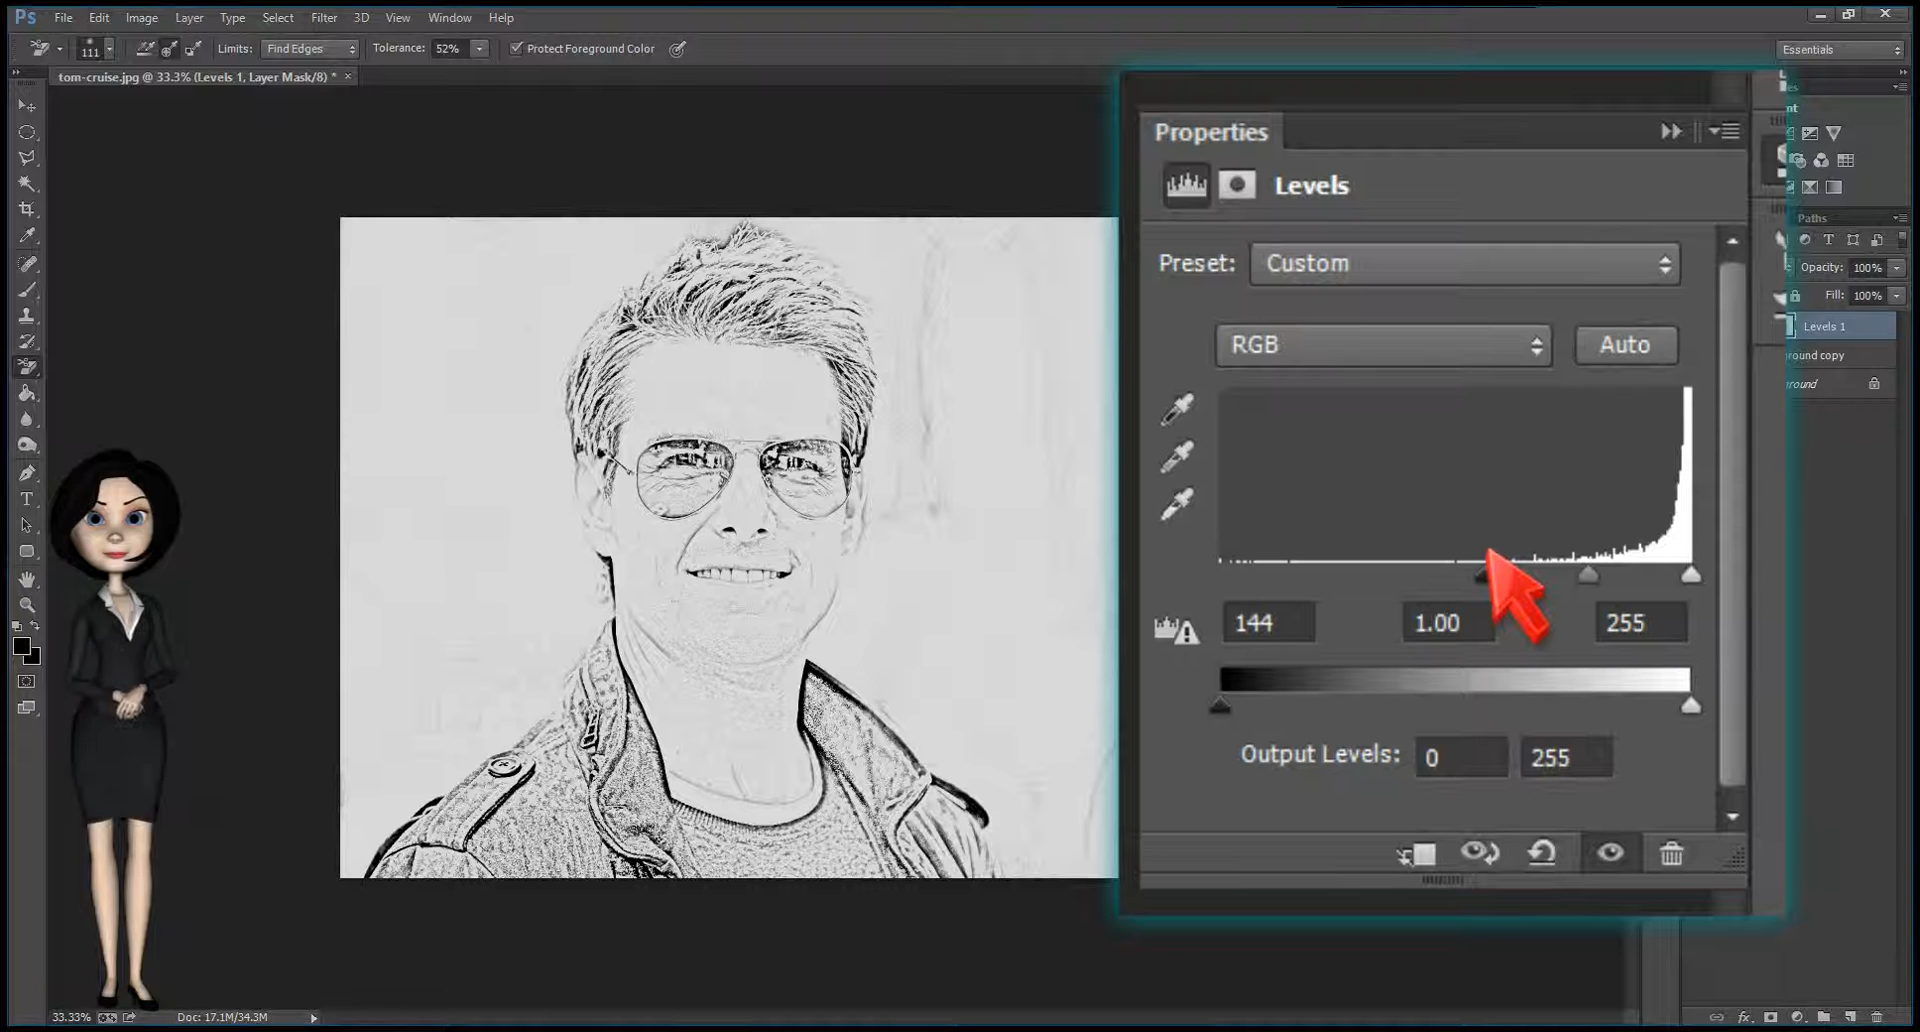 Ps File Edit Image Layer Type Select Filter 3D View Window Help
111 Limits: Find Edges Tolerance: 52% Protect Foreground Color Essentials
tom-cruise.jpg @ 33.3% (Levels 1, Layer Mask/8) * ×
Properties
Levels
Preset: Custom
RGB Auto
144 1.00 255
Output Levels: 0 255
Paths
Opacity: 100%
Fill: 100%
Levels 1
round copy
round
33.33% Doc: 17.1M/34.3M